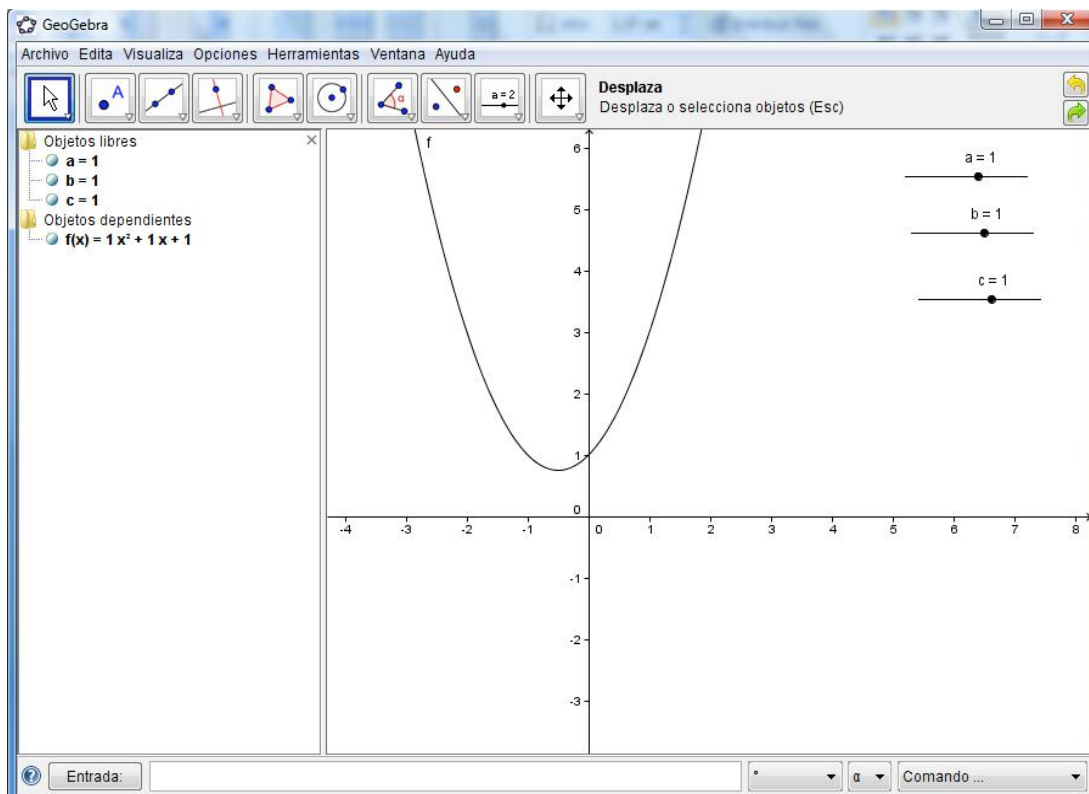 GeoGebra
Archivo Edita Visualiza Opciones Herramientas Ventana Ayuda
A
α
a = 2
Desplaza
Desplaza o selecciona objetos (Esc)
Objetos libres
a = 1
b = 1
c = 1
Objetos dependientes
f(x) = 1 x² + 1 x + 1
f
a = 1
b = 1
c = 1
6
5
4
3
2
1
0
-4 -3 -2 -1 0 1 2 3 4 5 6 7 8
-1
-2
-3
Entrada: ° α Comando ...